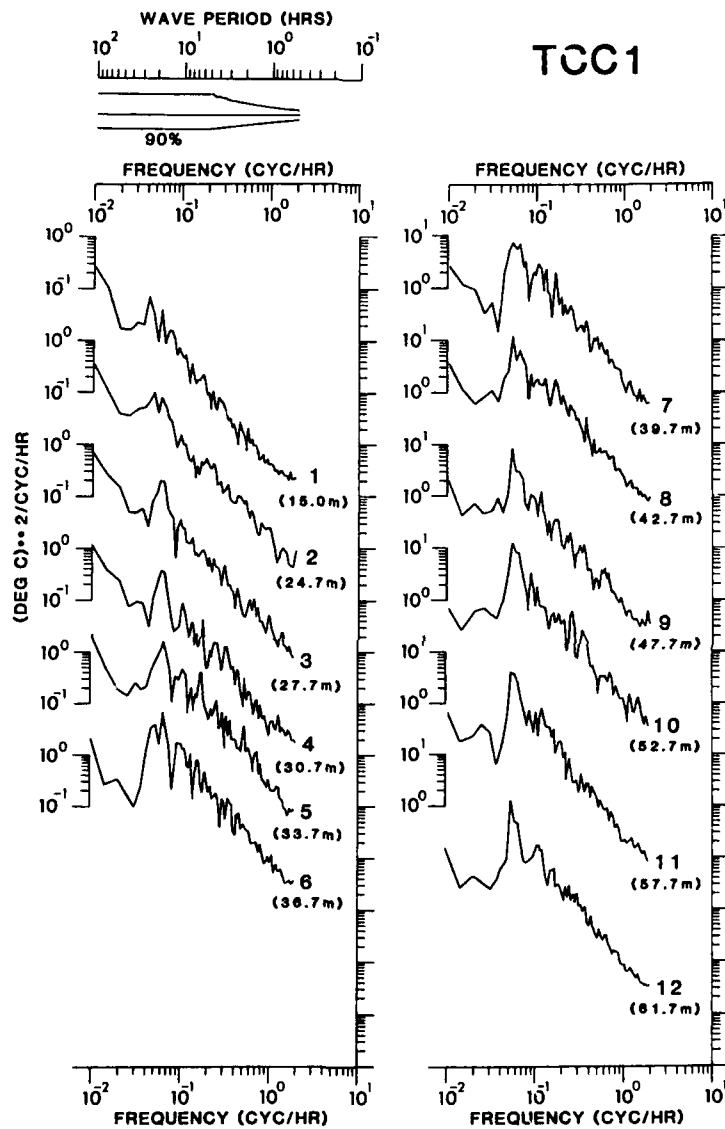 WAVE PERIOD (HRS)
10² 10¹ 10⁰ 10⁻¹
TCC1
90%
FREQUENCY (CYC/HR) FREQUENCY (CYC/HR)
10⁻² 10⁻¹ 10⁰ 10¹ 10⁻² 10⁻¹ 10⁰ 10¹
(DEG C)** 2/CYC/HR
10⁰
10⁻¹
10⁰
10⁻¹
1
(15.0m)
10⁰
10⁻¹
2
(24.7m)
10⁰
10⁻¹
3
(27.7m)
10⁰
10⁻¹
4
(30.7m)
10⁰
10⁻¹
5
(33.7m)
6
(36.7m)
10¹
10⁰
10¹
10⁰
7
(39.7m)
10¹
10⁰
8
(42.7m)
10¹
10⁰
9
(47.7m)
10¹
10⁰
10
(52.7m)
10¹
10⁰
11
(57.7m)
12
(61.7m)
10⁻² 10⁻¹ 10⁰ 10¹ 10⁻² 10⁻¹ 10⁰ 10¹
FREQUENCY (CYC/HR) FREQUENCY (CYC/HR)